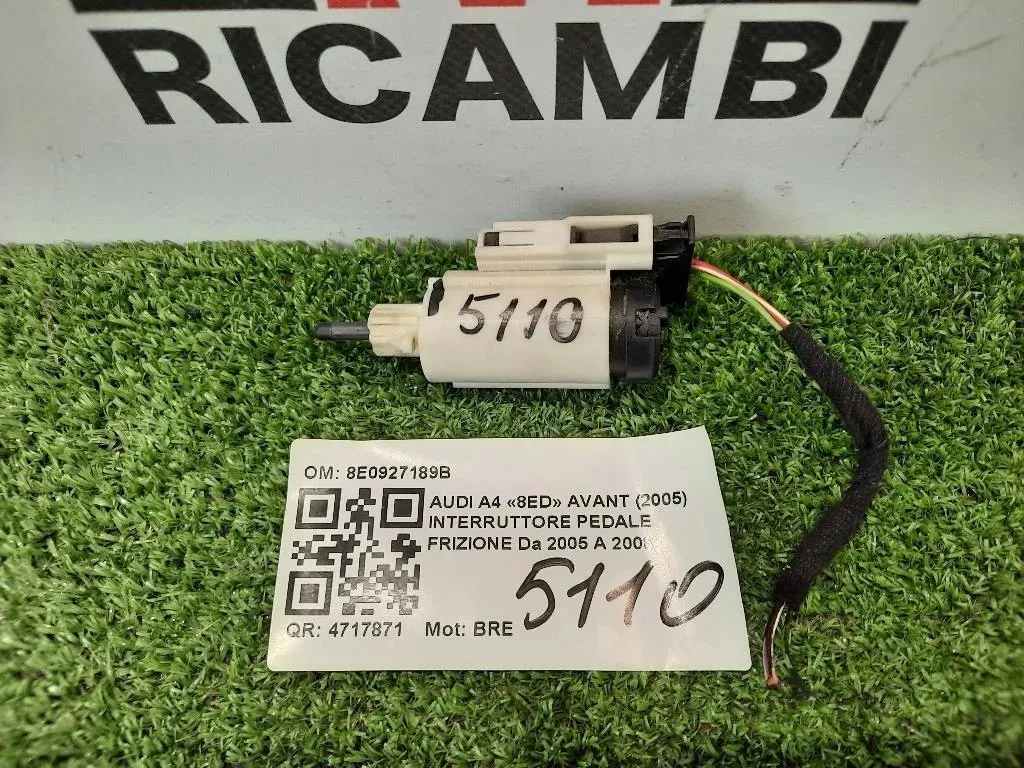 RICAMBI
5110
OM: 8E0927189B
AUDI A4 «8ED» AVANT (2005)
INTERRUTTORE PEDALE
FRIZIONE Da 2005 A
5110
QR: 4717871 Mot: BRE